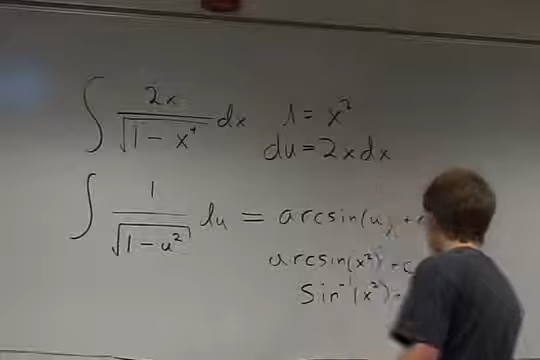 ∫ 2x / √(1 - x⁴) dx u = x²
du = 2x dx
∫ 1 / √(1 - u²) du = arcsin(u) + c
arcsin(x²) + c
sin⁻¹(x²)